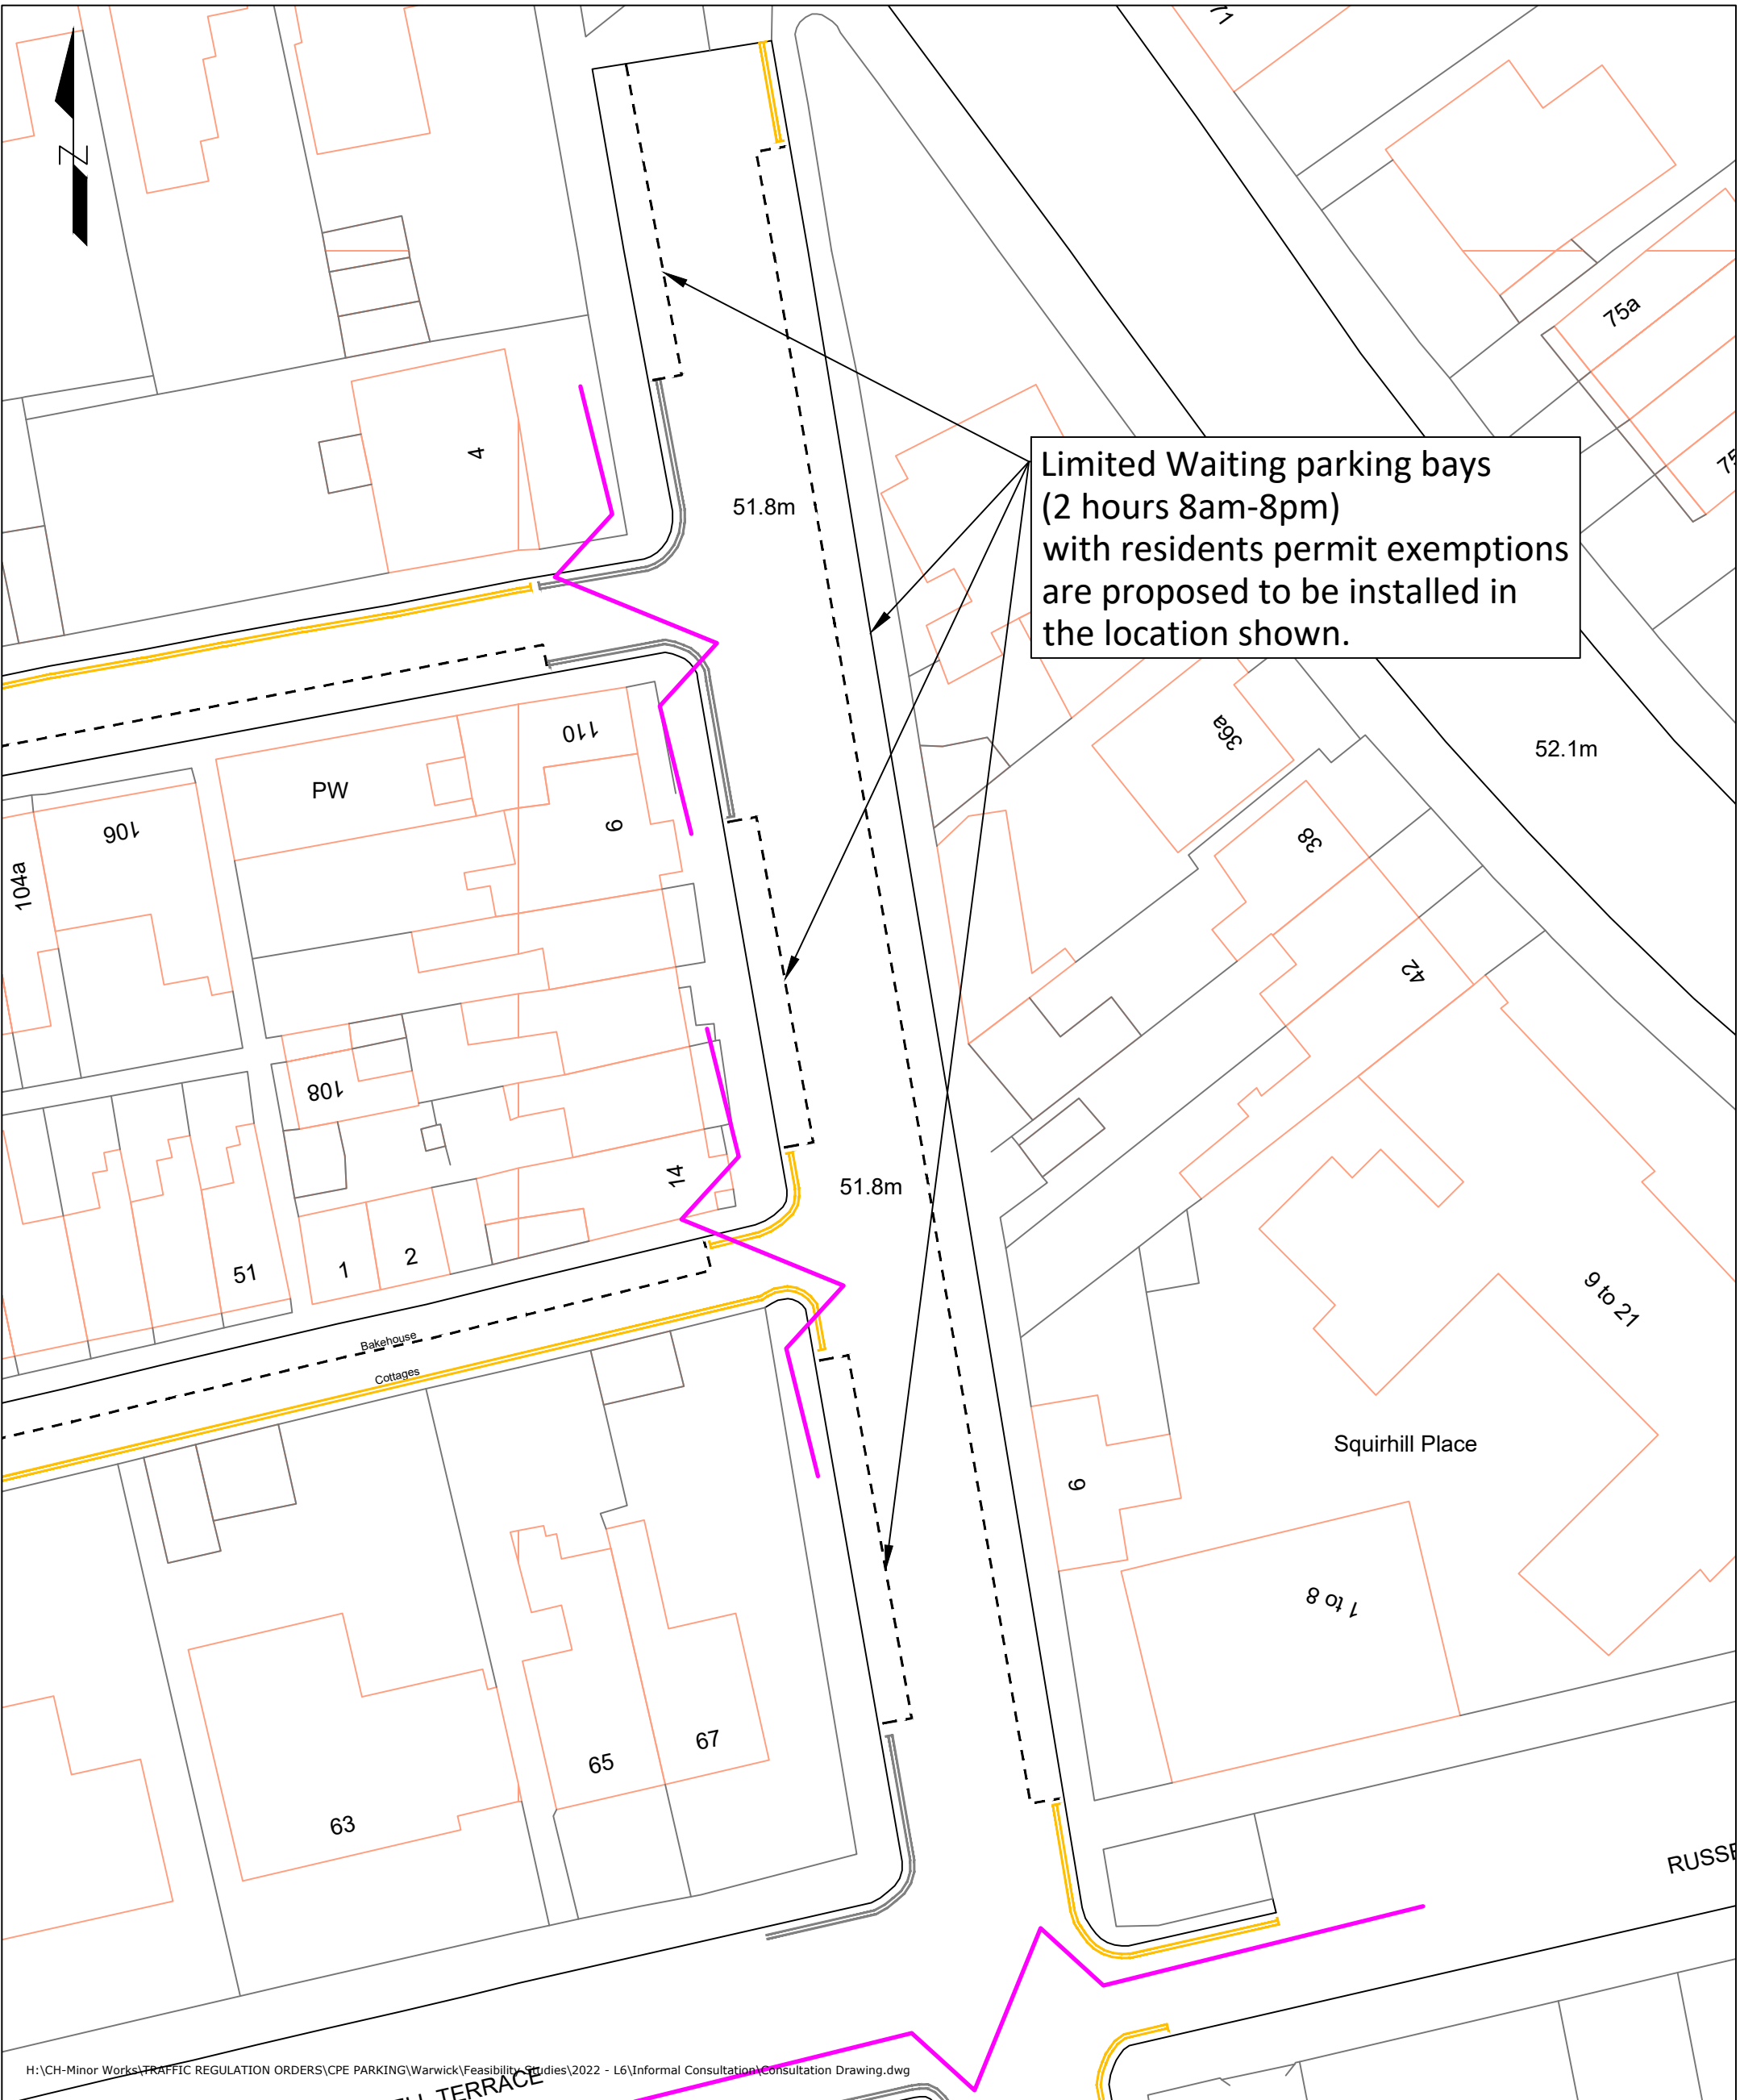 71
75a
4
51.8m
Limited Waiting parking bays
(2 hours 8am-8pm)
with residents permit exemptions
are proposed to be installed in
the location shown.
110
36a
52.1m
PW
106
104a
38
42
108
14
51.8m
51
1
2
Bakehouse
Cottages
9 to 21
Squirhill Place
1 to 8
65
67
63
H:\CH-Minor Works\TRAFFIC REGULATION ORDERS\CPE PARKING\Warwick\Feasibility Studies\2022 - L6\Informal Consultation\Consultation Drawing.dwg
TERRACE